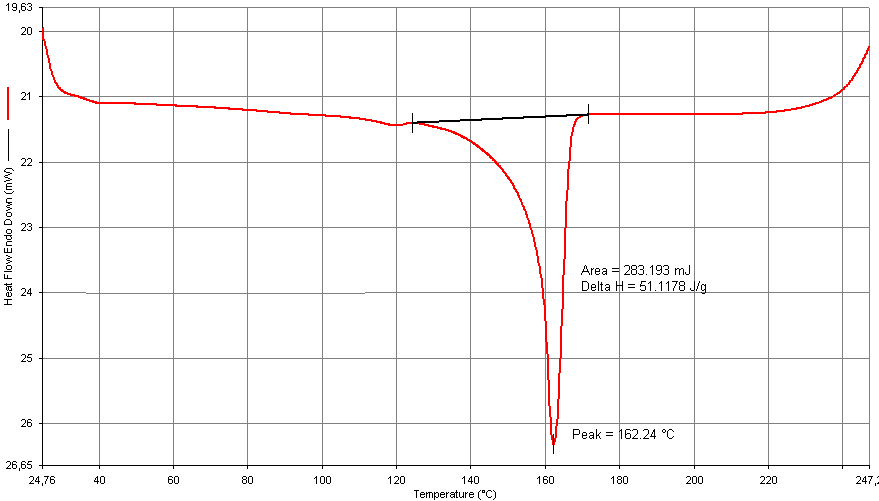 19,63
20
21
22
23
24
25
26
26,65
Heat Flow Endo Down (mW)
Area = 283.193 mJ
Delta H = 51.1178 J/g
Peak = 162.24 °C
24,76 40 60 80 100 120 140 160 180 200 220 247,2
Temperature (°C)